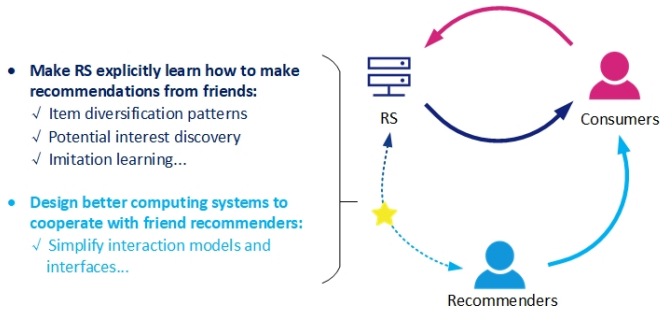 • Make RS explicitly learn how to make
recommendations from friends:
√ Item diversification patterns
√ Potential interest discovery
√ Imitation learning...
• Design better computing systems to
cooperate with friend recommenders:
√ Simplify interaction models and
interfaces...
RS
Consumers
Recommenders